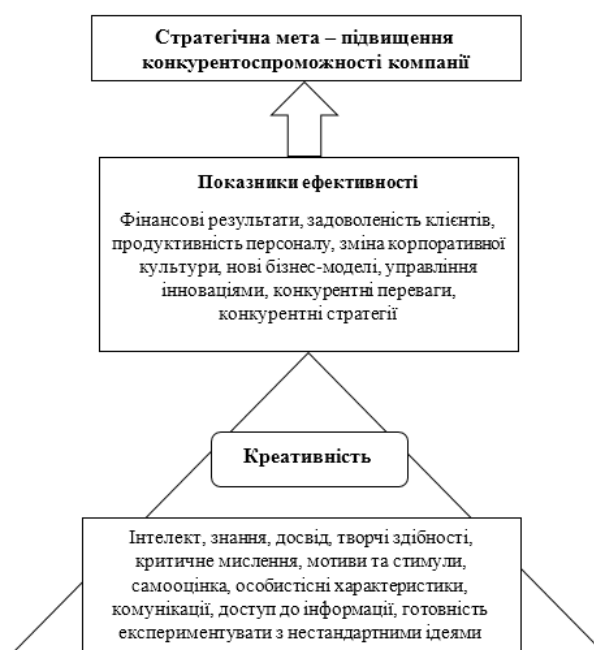 Стратегічна мета – підвищення
конкурентоспроможності компанії
Показники ефективності
Фінансові результати, задоволеність клієнтів,
продуктивність персоналу, зміна корпоративної
культури, нові бізнес-моделі, управління
інноваціями, конкурентні переваги,
конкурентні стратегії
Креативність
Інтелект, знання, досвід, творчі здібності,
критичне мислення, мотиви та стимули,
самооцінка, особистісні характеристики,
комунікації, доступ до інформації, готовність
експериментувати з нестандартними ідеями